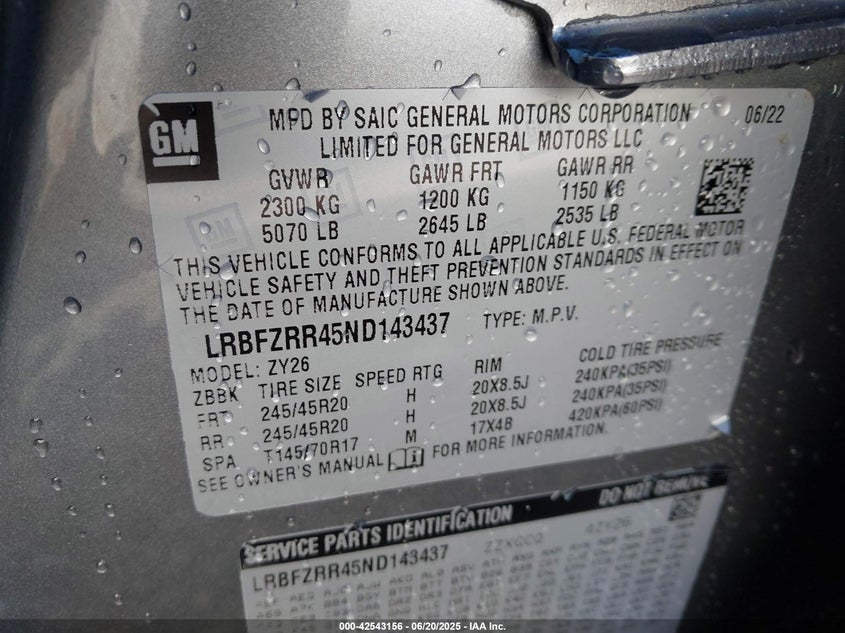 GM
MFD BY SAIC GENERAL MOTORS CORPORATION 06/22
LIMITED FOR GENERAL MOTORS LLC
GVWR GAWR FRT GAWR RR
2300 KG 1200 KG 1150 KG
5070 LB 2645 LB 2535 LB
THIS VEHICLE CONFORMS TO ALL APPLICABLE U.S. FEDERAL MOTOR
VEHICLE SAFETY AND THEFT PREVENTION STANDARDS IN EFFECT ON
THE DATE OF MANUFACTURE SHOWN ABOVE.
LRBFZRR45ND143437 TYPE: M.P.V.
MODEL: ZY26
ZBBK TIRE SIZE SPEED RTG RIM COLD TIRE PRESSURE
FRT 245/45R20 H 20X8.5J 240KPA(35PSI)
RR 245/45R20 H 20X8.5J 240KPA(35PSI)
SPA T145/70R17 M 17X4B 420KPA(60PSI)
SEE OWNER'S MANUAL FOR MORE INFORMATION.
SERVICE PARTS IDENTIFICATION DO NOT REMOVE
LRBFZRR45ND143437 ZZXGCQ 4ZY26
000-42543156 - 06/20/2025 - IAA Inc.